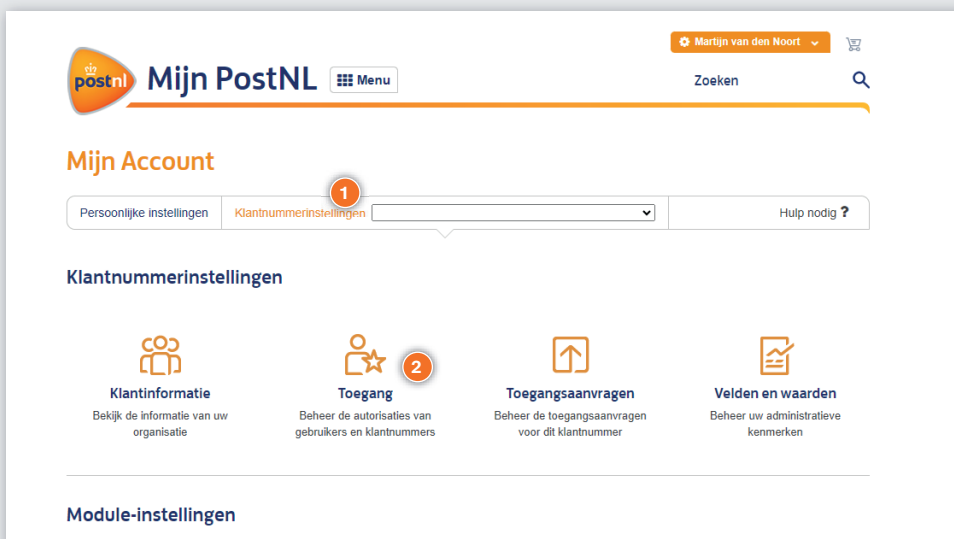 Martijn van den Noort
postnl
Mijn PostNL
Menu
Zoeken
Mijn Account
1
Persoonlijke instellingen
Klantnummerinstellingen
Hulp nodig ?
Klantnummerinstellingen
2
Klantinformatie
Bekijk de informatie van uw
organisatie
Toegang
Beheer de autorisaties van
gebruikers en klantnummers
Toegangsaanvragen
Beheer de toegangsaanvragen
voor dit klantnummer
Velden en waarden
Beheer uw administratieve
kenmerken
Module-instellingen